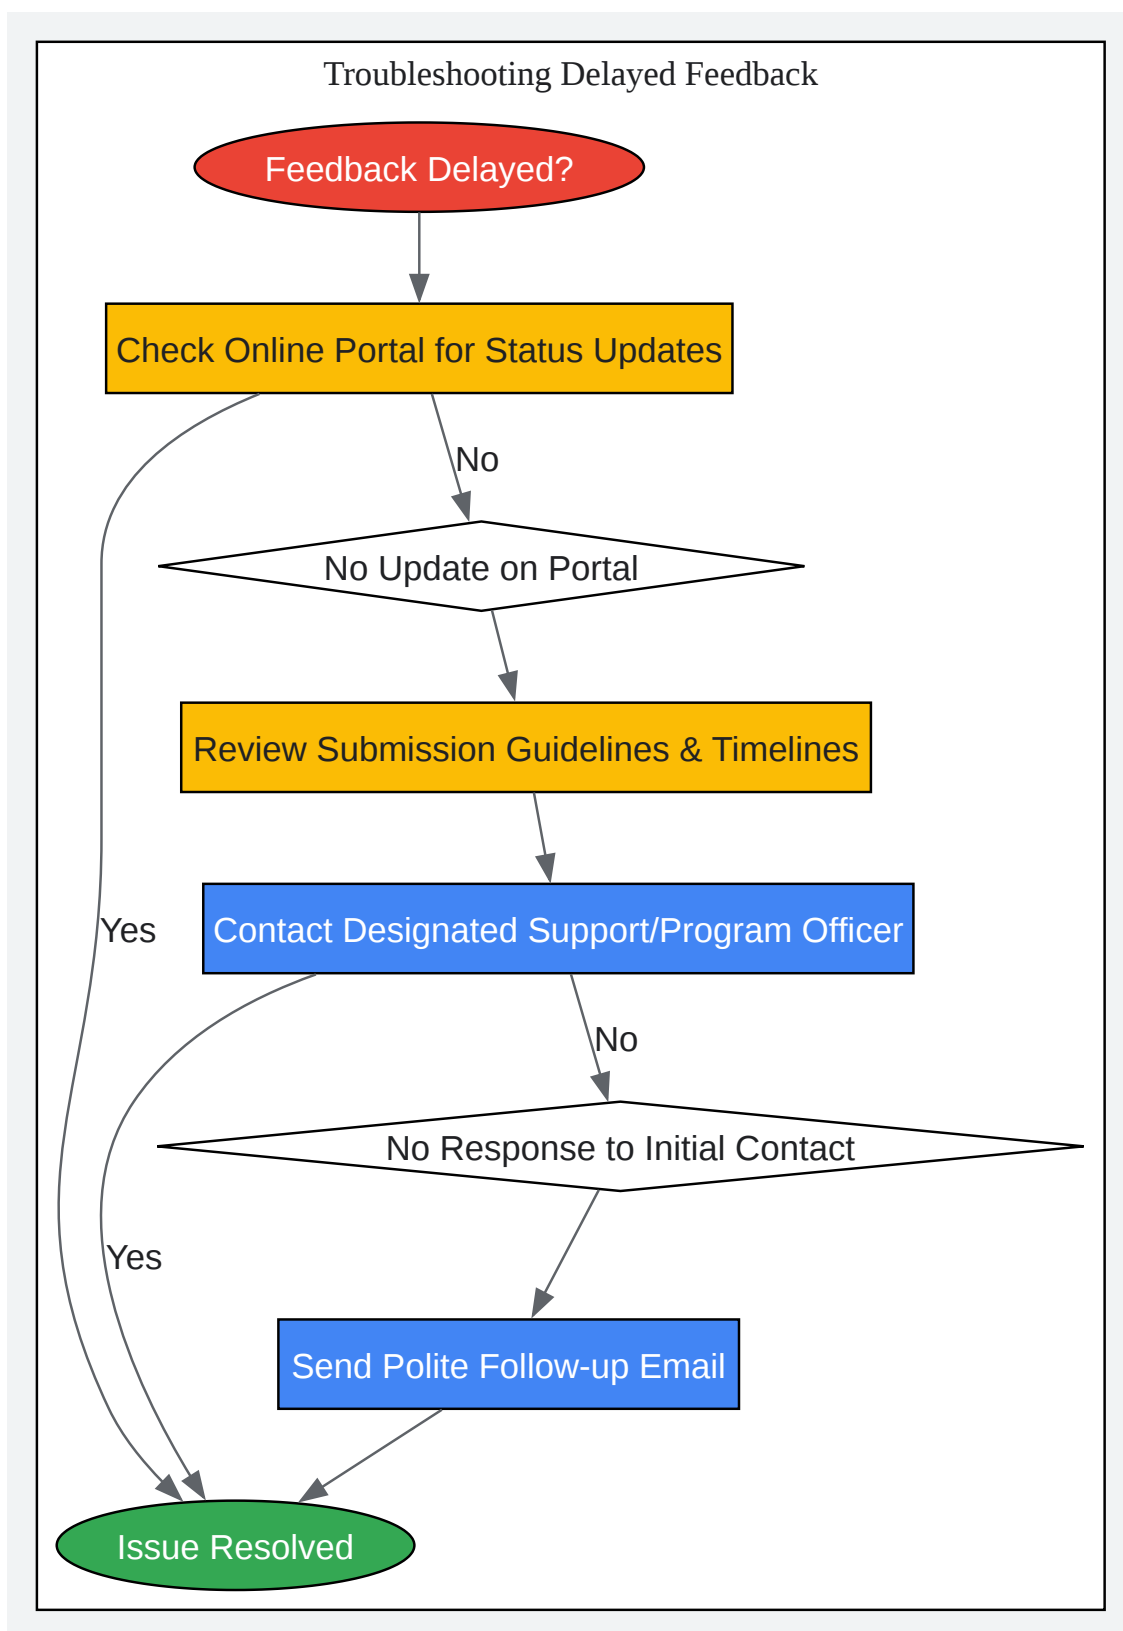 Troubleshooting Delayed Feedback
Feedback Delayed?
Check Online Portal for Status Updates
No
No Update on Portal
Review Submission Guidelines & Timelines
Contact Designated Support/Program Officer
Yes
No
No Response to Initial Contact
Yes
Send Polite Follow-up Email
Issue Resolved